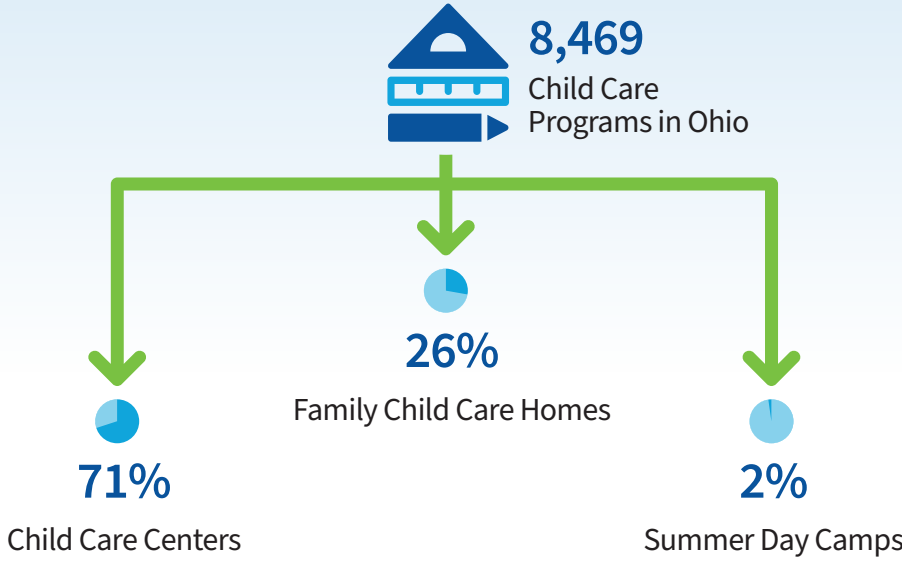 8,469
Child Care
Programs in Ohio
26%
Family Child Care Homes
71%
Child Care Centers
2%
Summer Day Camps